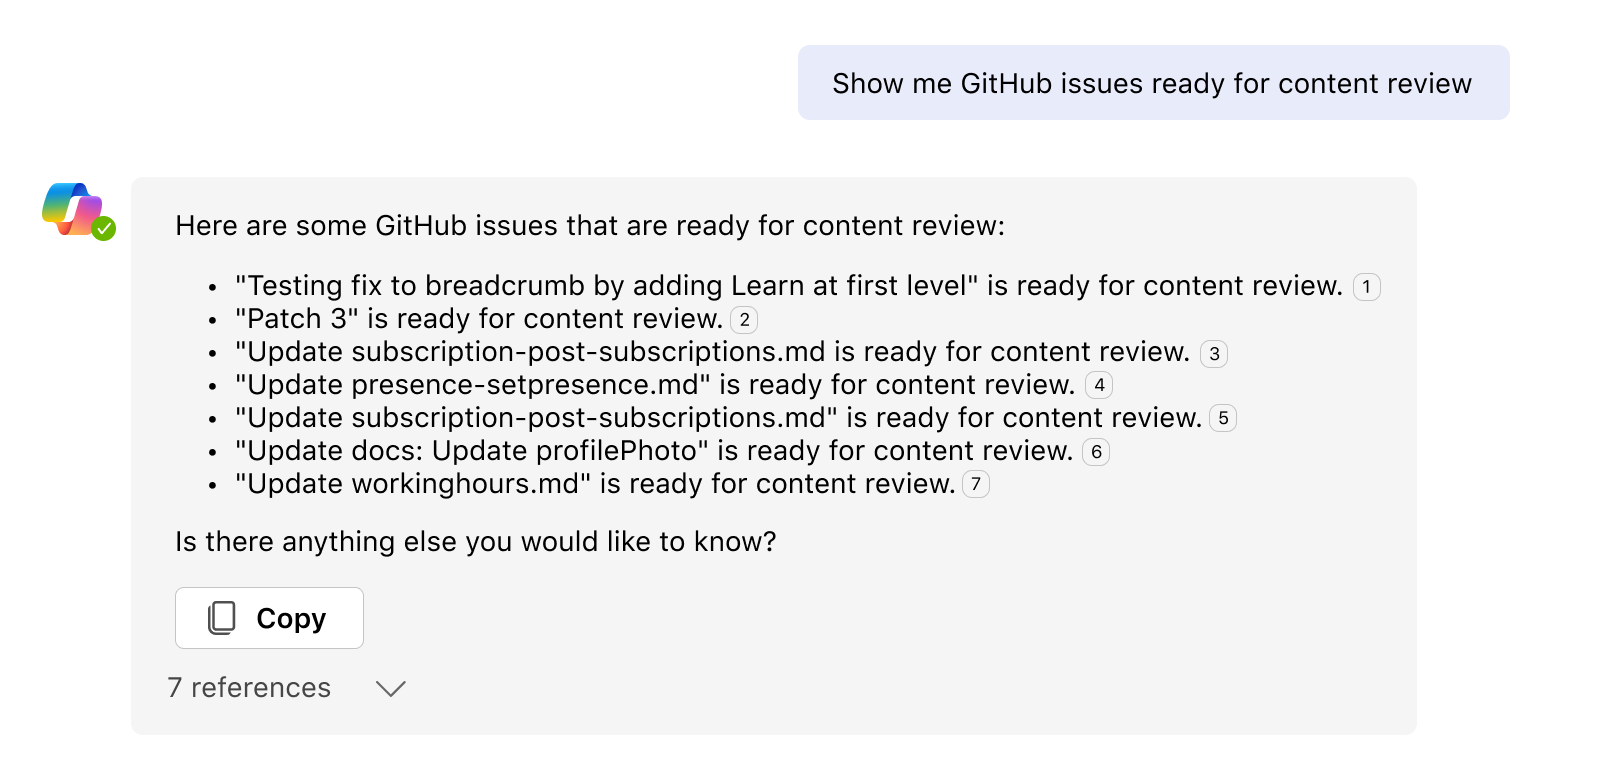 Show me GitHub issues ready for content review
Here are some GitHub issues that are ready for content review:
• "Testing fix to breadcrumb by adding Learn at first level" is ready for content review. 1
• "Patch 3" is ready for content review. 2
• "Update subscription-post-subscriptions.md is ready for content review. 3
• "Update presence-setpresence.md" is ready for content review. 4
• "Update subscription-post-subscriptions.md" is ready for content review. 5
• "Update docs: Update profilePhoto" is ready for content review. 6
• "Update workinghours.md" is ready for content review. 7
Is there anything else you would like to know?
Copy
7 references